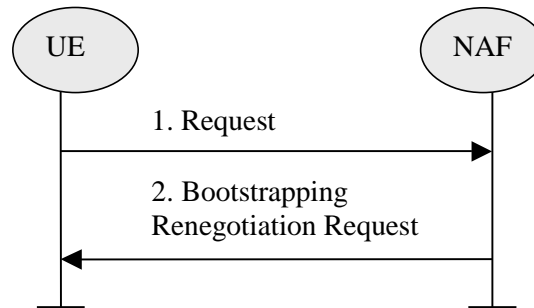 UE
NAF
1. Request
2. Bootstrapping
Renegotiation Request